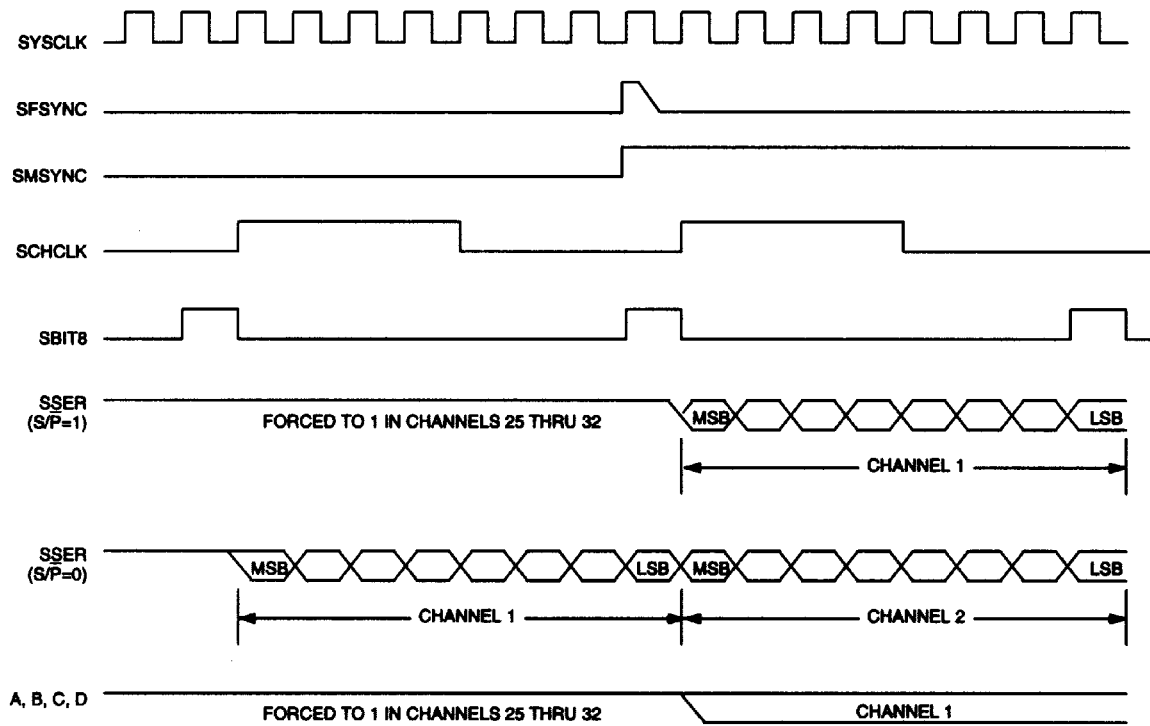 SYSCLK
SFSYNC
SMSYNC
SCHCLK
SBIT8
SSER
(S/P̅=1)
FORCED TO 1 IN CHANNELS 25 THRU 32
MSB
LSB
CHANNEL 1
SSER
(S/P̅=0)
MSB
LSB
MSB
LSB
CHANNEL 1
CHANNEL 2
A, B, C, D
FORCED TO 1 IN CHANNELS 25 THRU 32
CHANNEL 1